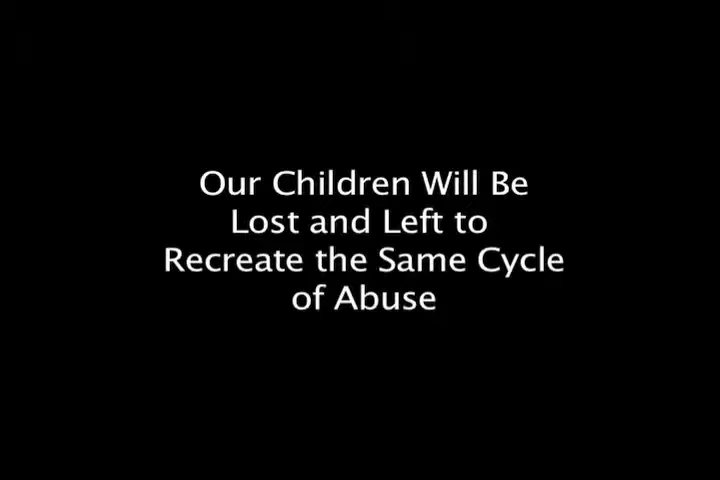 Our Children Will Be
Lost and Left to
Recreate the Same Cycle
of Abuse